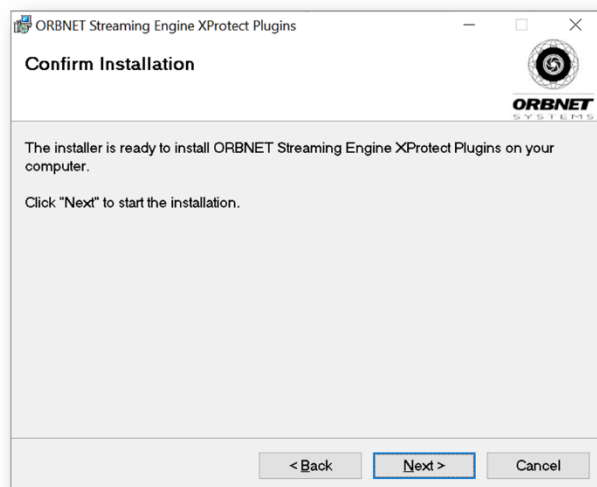 ORBNET Streaming Engine XProtect Plugins
Confirm Installation
ORBNET
SYSTEMS
The installer is ready to install ORBNET Streaming Engine XProtect Plugins on your
computer.
Click "Next" to start the installation.
< Back
Next >
Cancel